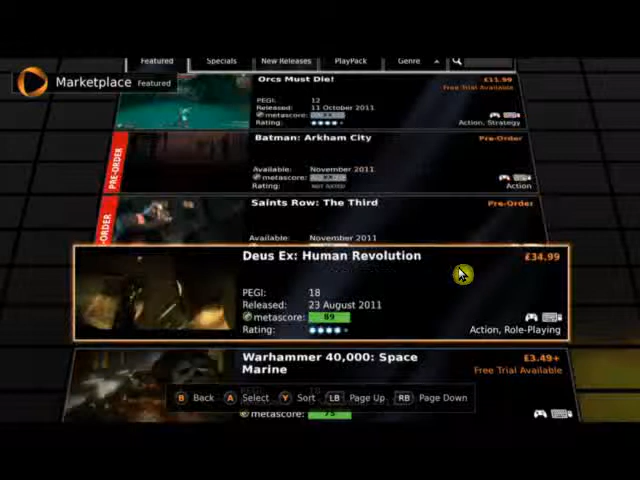 Featured Specials New Releases PlayPack Genre
Marketplace Featured
Orcs Must Die! £11.99
Free Trial Available
PEGI: 12
Released: 11 October 2011
metascore:
Rating: Action, Strategy
PRE-ORDER
Batman: Arkham City Pre-Order
Available: November 2011
metascore:
Rating: NOT RATED Action
-ORDER
Saints Row: The Third Pre-Order
Available: November 2011
Deus Ex: Human Revolution £34.99
PEGI: 18
Released: 23 August 2011
metascore: 89
Rating: Action, Role-Playing
Warhammer 40,000: Space £3.49+
Marine Free Trial Available
B Back A Select Y Sort LB Page Up RB Page Down
metascore: 75